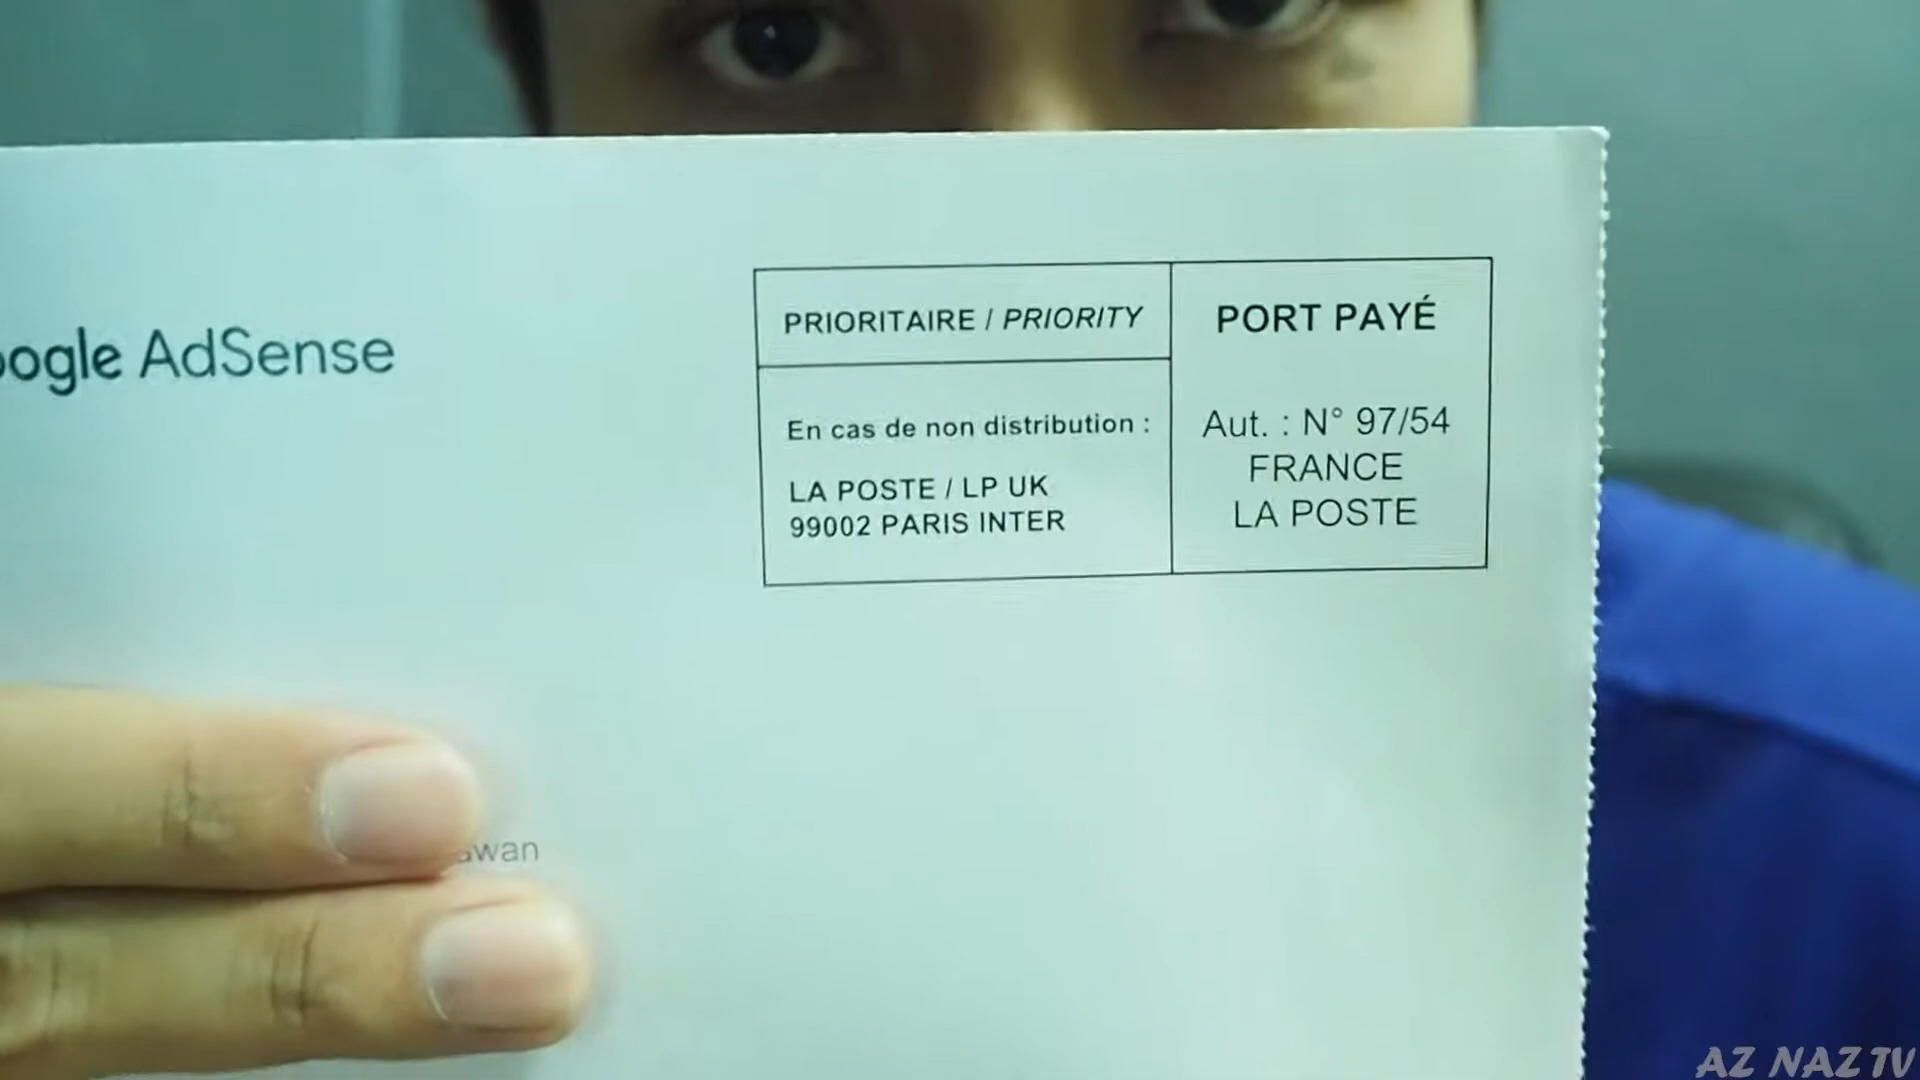 oogle AdSense
PRIORITAIRE / PRIORITY
PORT PAYÉ
En cas de non distribution :
LA POSTE / LP UK
99002 PARIS INTER
Aut. : N° 97/54
FRANCE
LA POSTE
awan
AZ NAZ TV